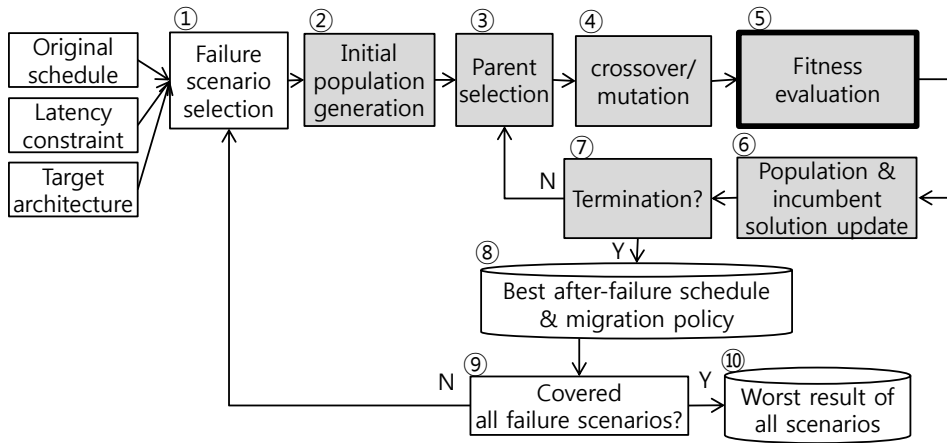 ①
②
③
④
⑤
Original
schedule
Failure
scenario
selection
Initial
population
generation
Parent
selection
crossover/
mutation
Fitness
evaluation
Latency
constraint
Target
architecture
⑦
⑥
N
Termination?
Population &
incumbent
solution update
Y
⑧
Best after-failure schedule
& migration policy
⑨
⑩
N
Covered
all failure scenarios?
Y
Worst result of
all scenarios